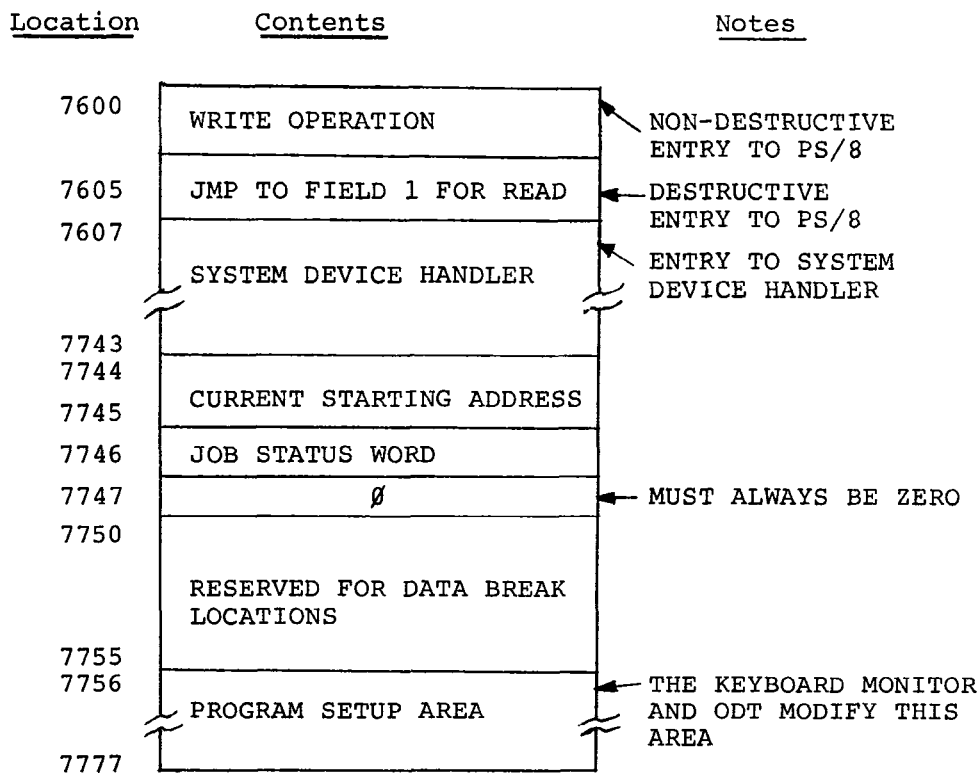 Location Contents Notes
7600
WRITE OPERATION
NON-DESTRUCTIVE
ENTRY TO PS/8
7605
JMP TO FIELD 1 FOR READ
DESTRUCTIVE
ENTRY TO PS/8
7607
SYSTEM DEVICE HANDLER
ENTRY TO SYSTEM
DEVICE HANDLER
7743
7744
CURRENT STARTING ADDRESS
7745
7746
JOB STATUS WORD
7747
Ø
MUST ALWAYS BE ZERO
7750
RESERVED FOR DATA BREAK
LOCATIONS
7755
7756
PROGRAM SETUP AREA
THE KEYBOARD MONITOR
AND ODT MODIFY THIS
AREA
7777